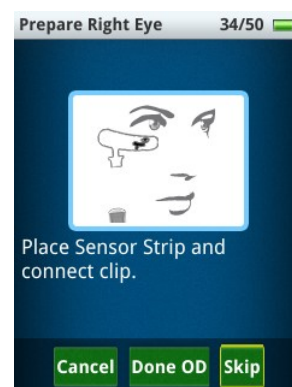 Prepare Right Eye 34/50
Place Sensor Strip and
connect clip.
Cancel Done OD Skip